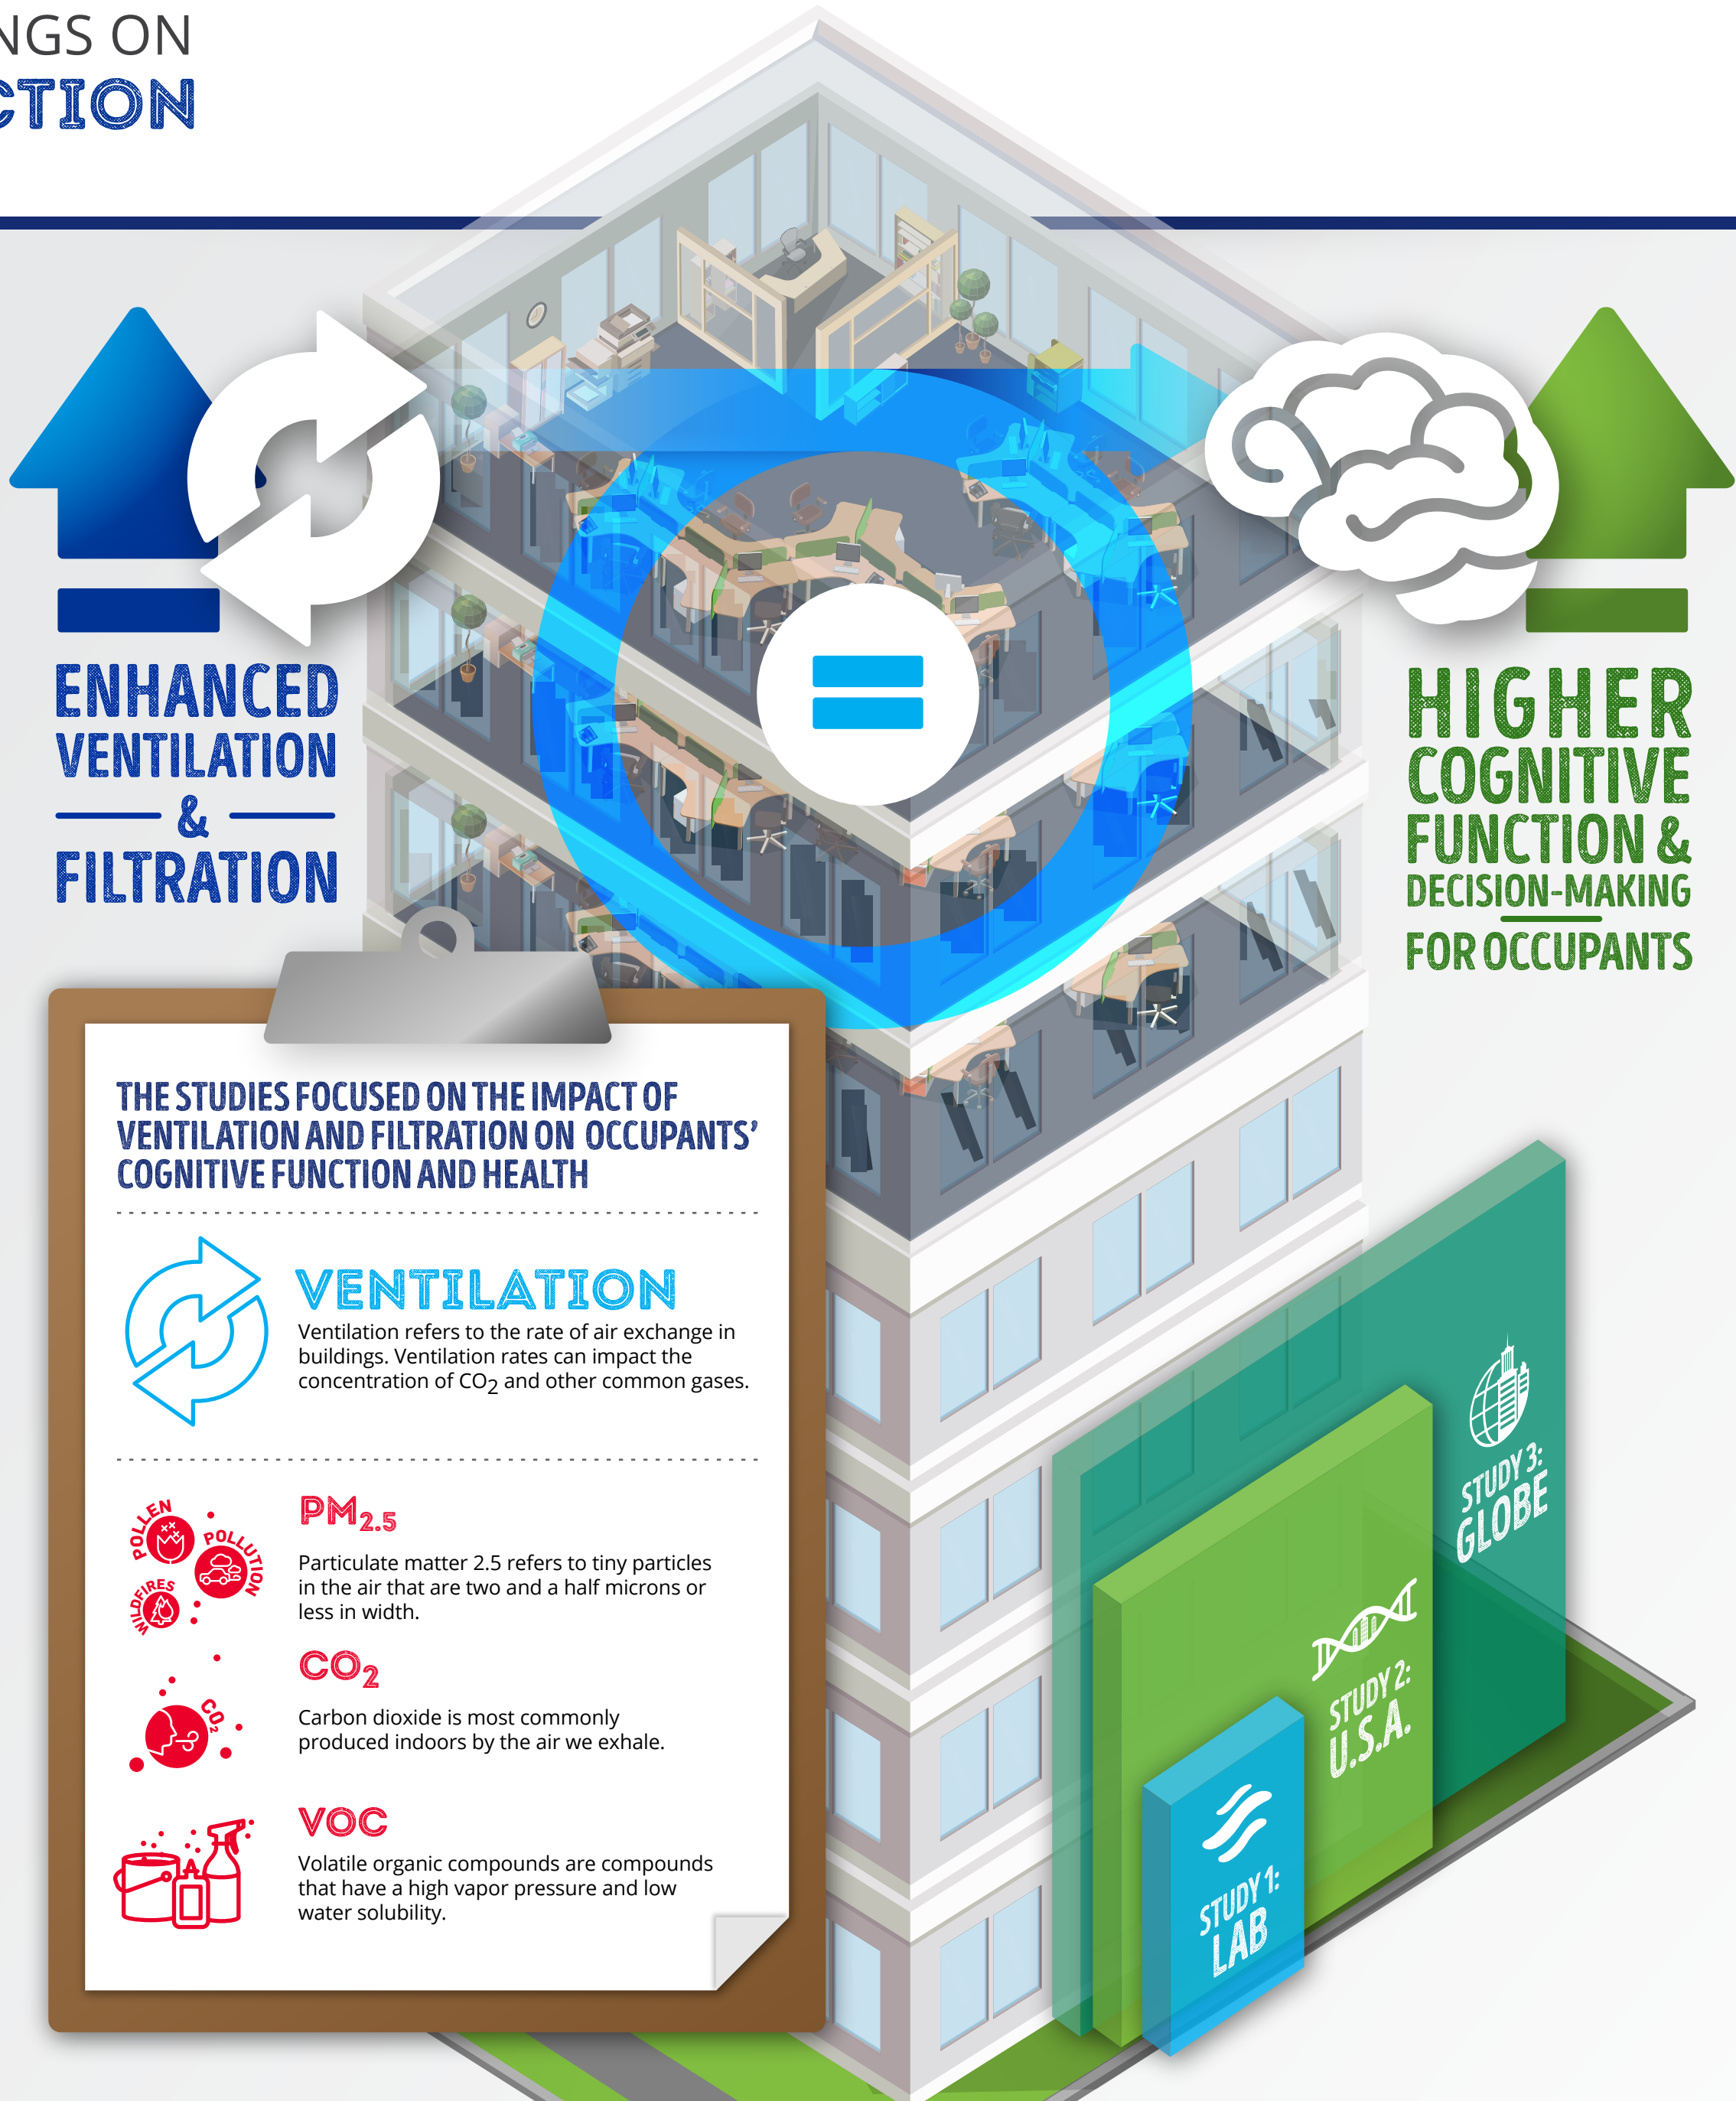 NGS ON
CTION
ENHANCED
VENTILATION
&
FILTRATION
HIGHER
COGNITIVE
FUNCTION &
DECISION-MAKING
FOR OCCUPANTS
THE STUDIES FOCUSED ON THE IMPACT OF
VENTILATION AND FILTRATION ON OCCUPANTS'
COGNITIVE FUNCTION AND HEALTH
VENTILATION
Ventilation refers to the rate of air exchange in
buildings. Ventilation rates can impact the
concentration of CO2 and other common gases.
POLLEN
POLLUTION
WILDFIRES
PM2.5
Particulate matter 2.5 refers to tiny particles
in the air that are two and a half microns or
less in width.
CO2
CO2
Carbon dioxide is most commonly
produced indoors by the air we exhale.
VOC
Volatile organic compounds are compounds
that have a high vapor pressure and low
water solubility.
STUDY 3:
GLOBE
STUDY 2:
U.S.A.
STUDY 1:
LAB